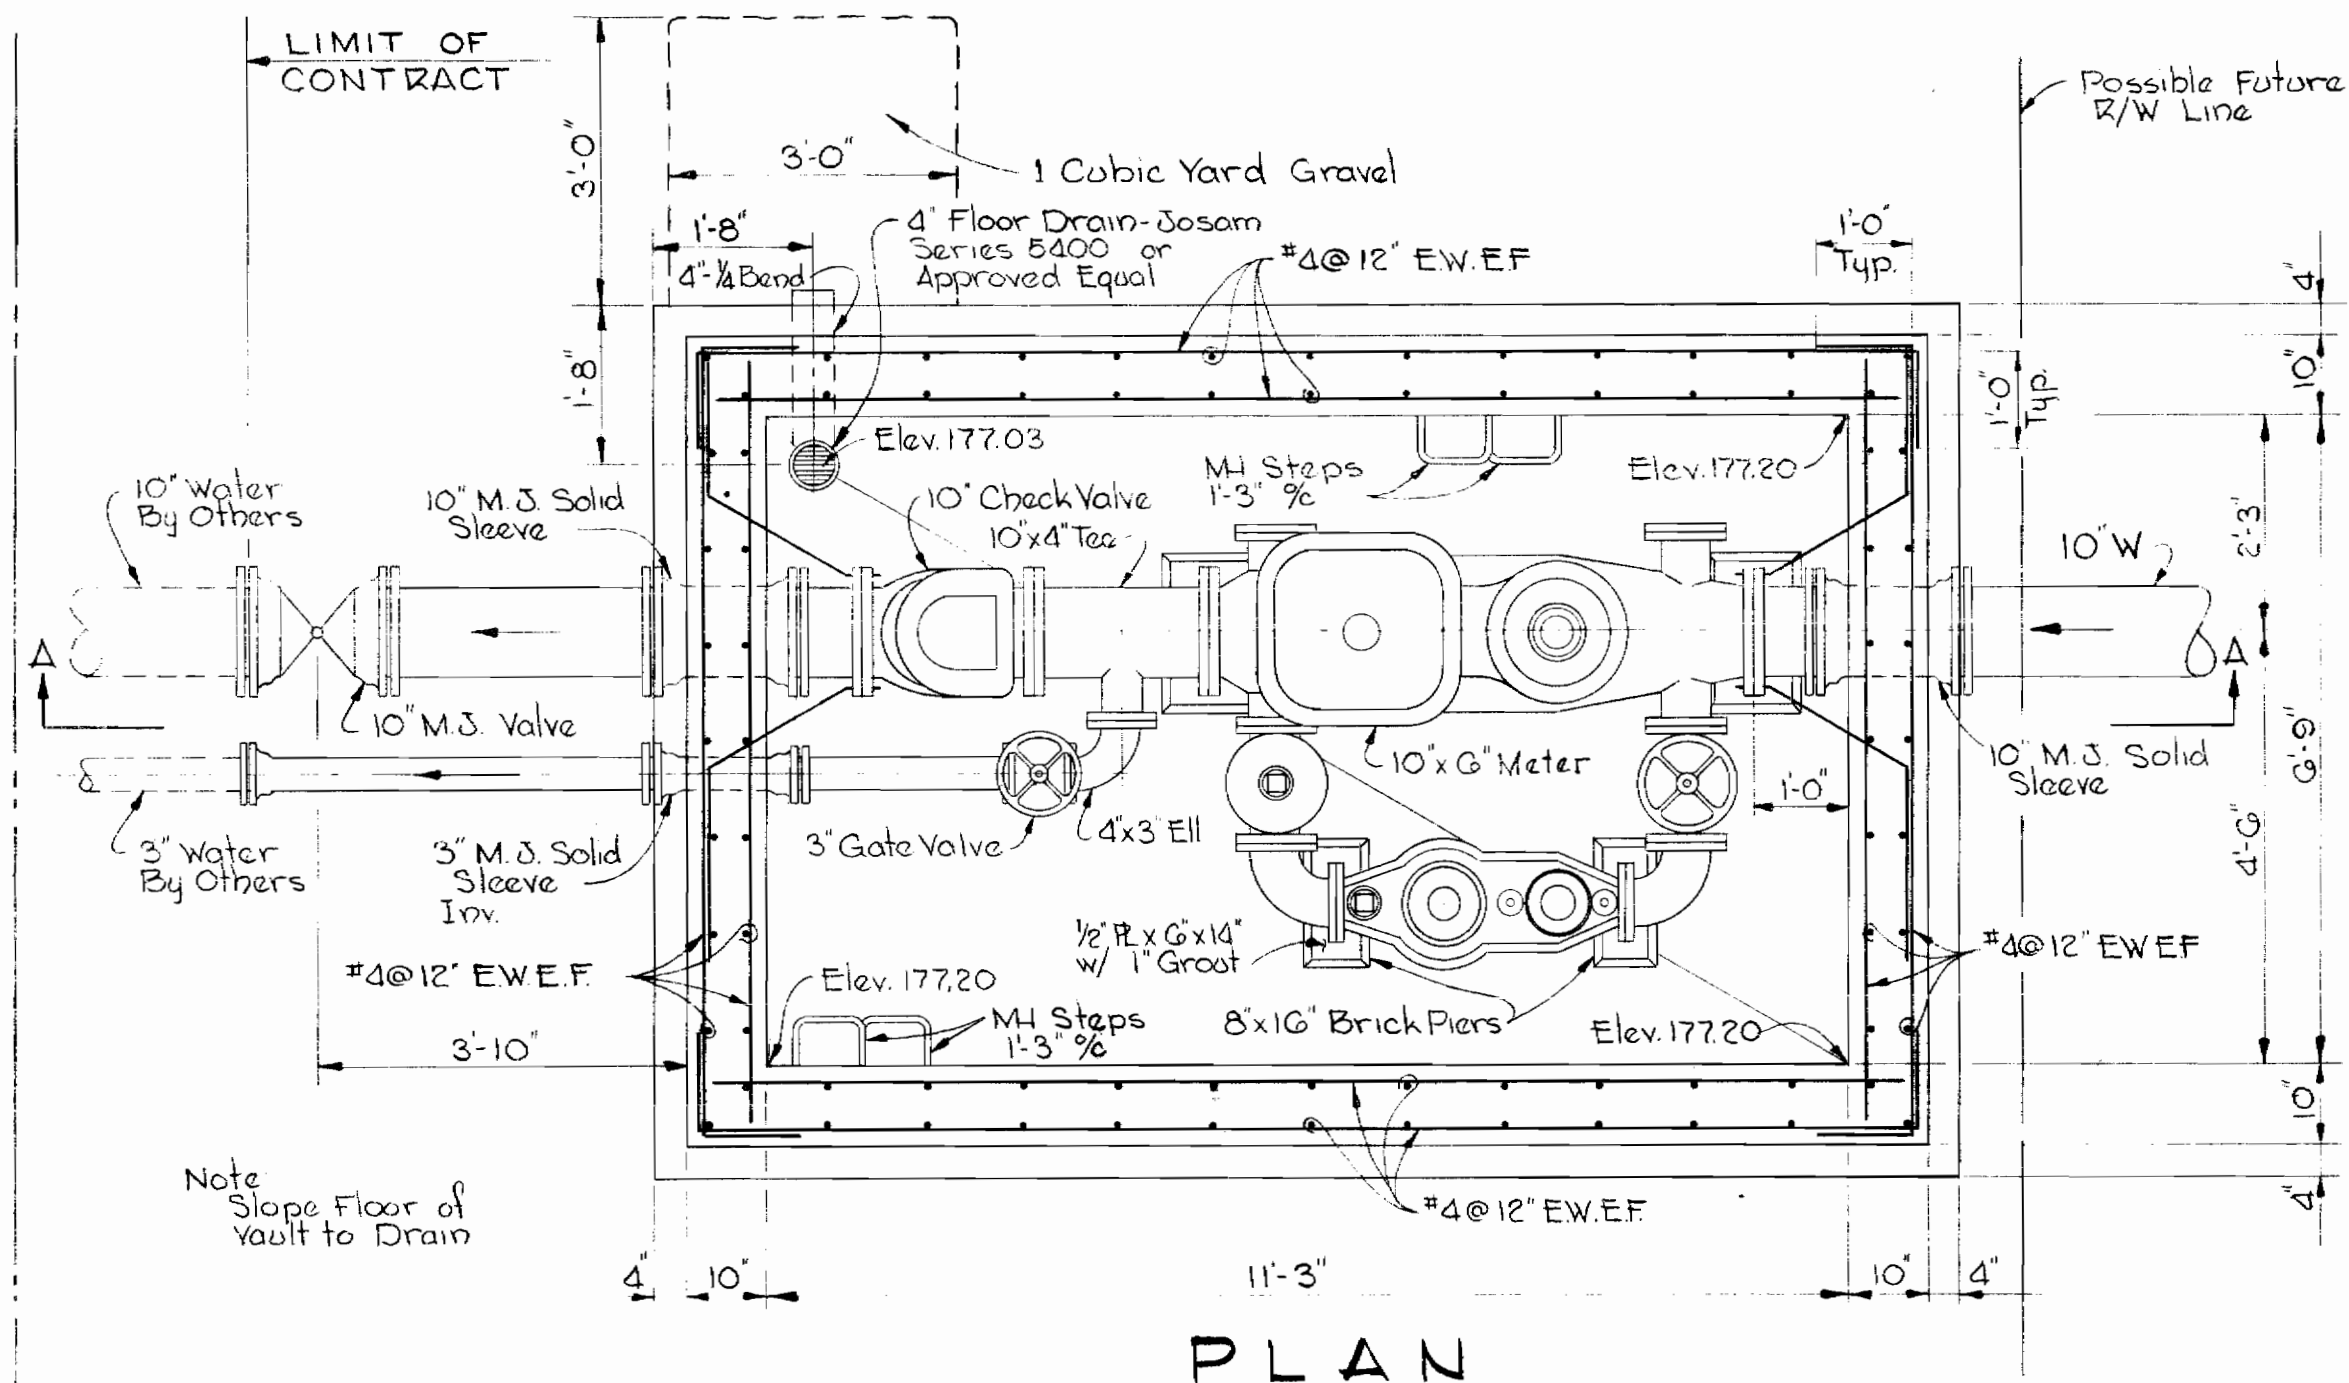 LIMIT OF
CONTRACT
Possible Future
R/W Line
3'-0"
3'-0"
1 Cubic Yard Gravel
1'-8"
4" Floor Drain-Josam
Series 5400 or
Approved Equal
4"-¼ Bend
#4@12" E.W.E.F
1'-0"
Typ.
4"
1'-8"
10"
1'-0"
Typ.
Elev. 177.03
MH Steps
1'-3" o/c
Elev. 177.20
10" Water
By Others
10" M.J. Solid
Sleeve
10" Check Valve
10"x4" Tee
2'-3"
10" W
A
A
10" M.J. Valve
10"x6" Meter
10" M.J. Solid
Sleeve
1'-0"
6'-9"
4'-6"
3" Water
By Others
3" M.J. Solid
Sleeve
Inv.
3" Gate Valve
4"x3" Ell
½" PL x 6"x14"
w/ 1" Grout
#4@12" E.W.E.F.
#4@12" E.W.E.F
Elev. 177.20
MH Steps
1'-3" o/c
8"x16" Brick Piers
Elev. 177.20
3'-10"
10"
4"
#4@12" E.W.E.F.
Note
Slope Floor of
Vault to Drain
4"
10"
11'-3"
10"
4"
PLAN